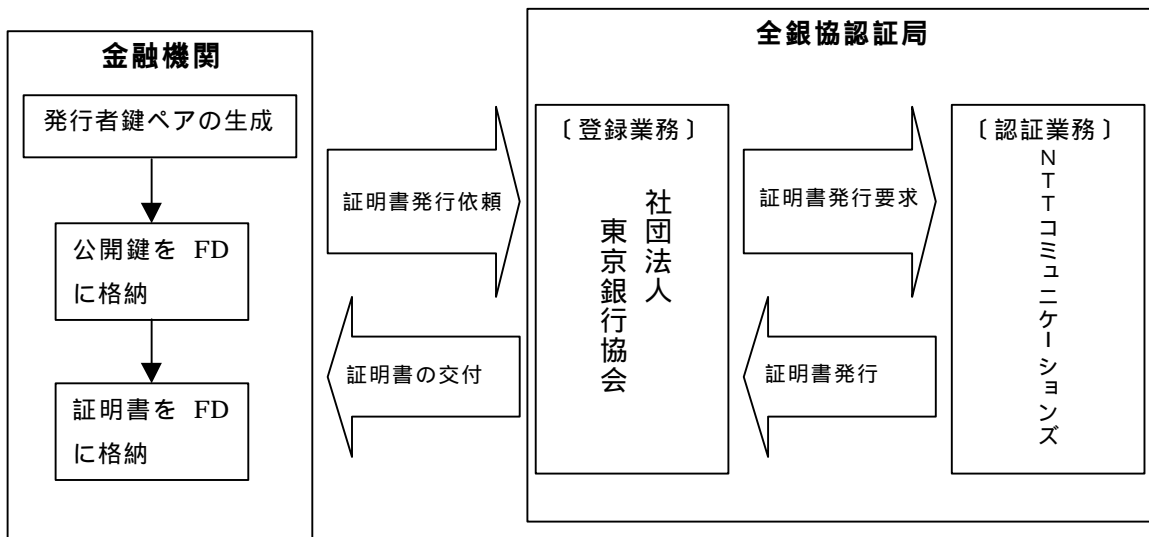 金融機関
発行者鍵ペアの生成
公開鍵を FD
に格納
証明書を FD
に格納
証明書発行依頼
証明書の交付
全銀協認証局
〔登録業務〕
社団法人
東京銀行協会
証明書発行要求
証明書発行
〔認証業務〕
NTTコミュニケーションズ